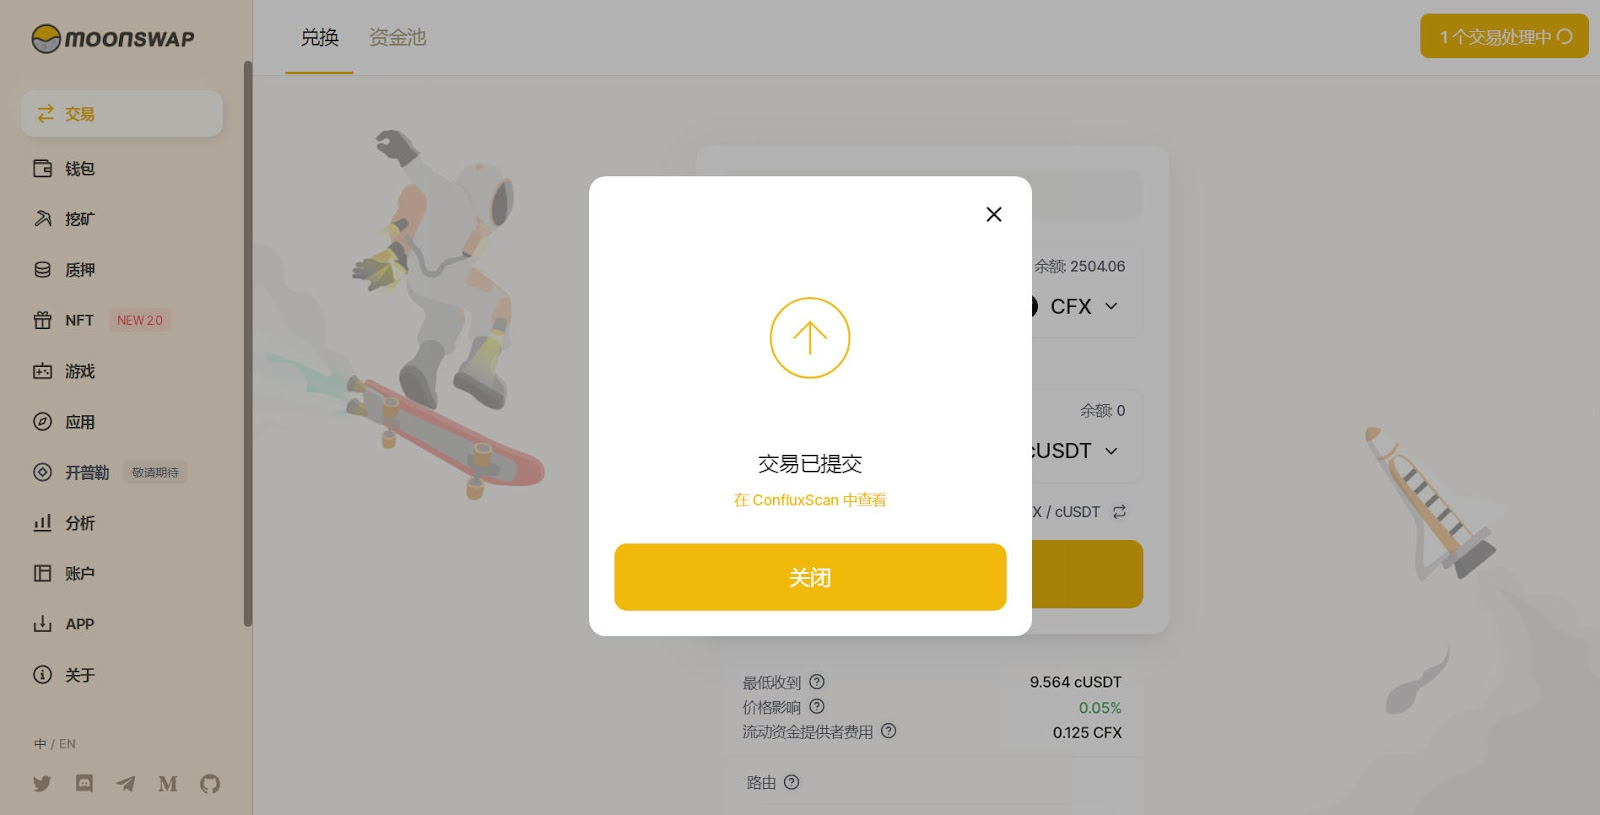 MOONSWAP
交易
钱包
挖矿
质押
NFT NEW 2.0
游戏
应用
开普勒 敬请期待
分析
账户
APP
关于
中 / EN
兑换 资金池
1 个交易处理中
余额: 2504.06
CFX
余额: 0
cUSDT
X / cUSDT
交易已提交
在 ConfluxScan 中查看
关闭
最低收到 9.564 cUSDT
价格影响 0.05%
流动资金提供者费用 0.125 CFX
路由